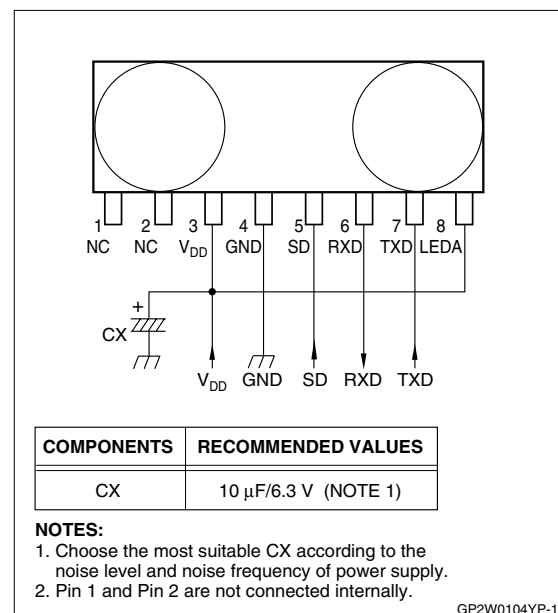 1 2 3 4 5 6 7 8
NC NC VDD GND SD RXD TXD LEDA
+
CX
VDD GND SD RXD TXD
COMPONENTS RECOMMENDED VALUES
CX 10 µF/6.3 V (NOTE 1)
NOTES:
1. Choose the most suitable CX according to the
noise level and noise frequency of power supply.
2. Pin 1 and Pin 2 are not connected internally.
GP2W0104YP-1